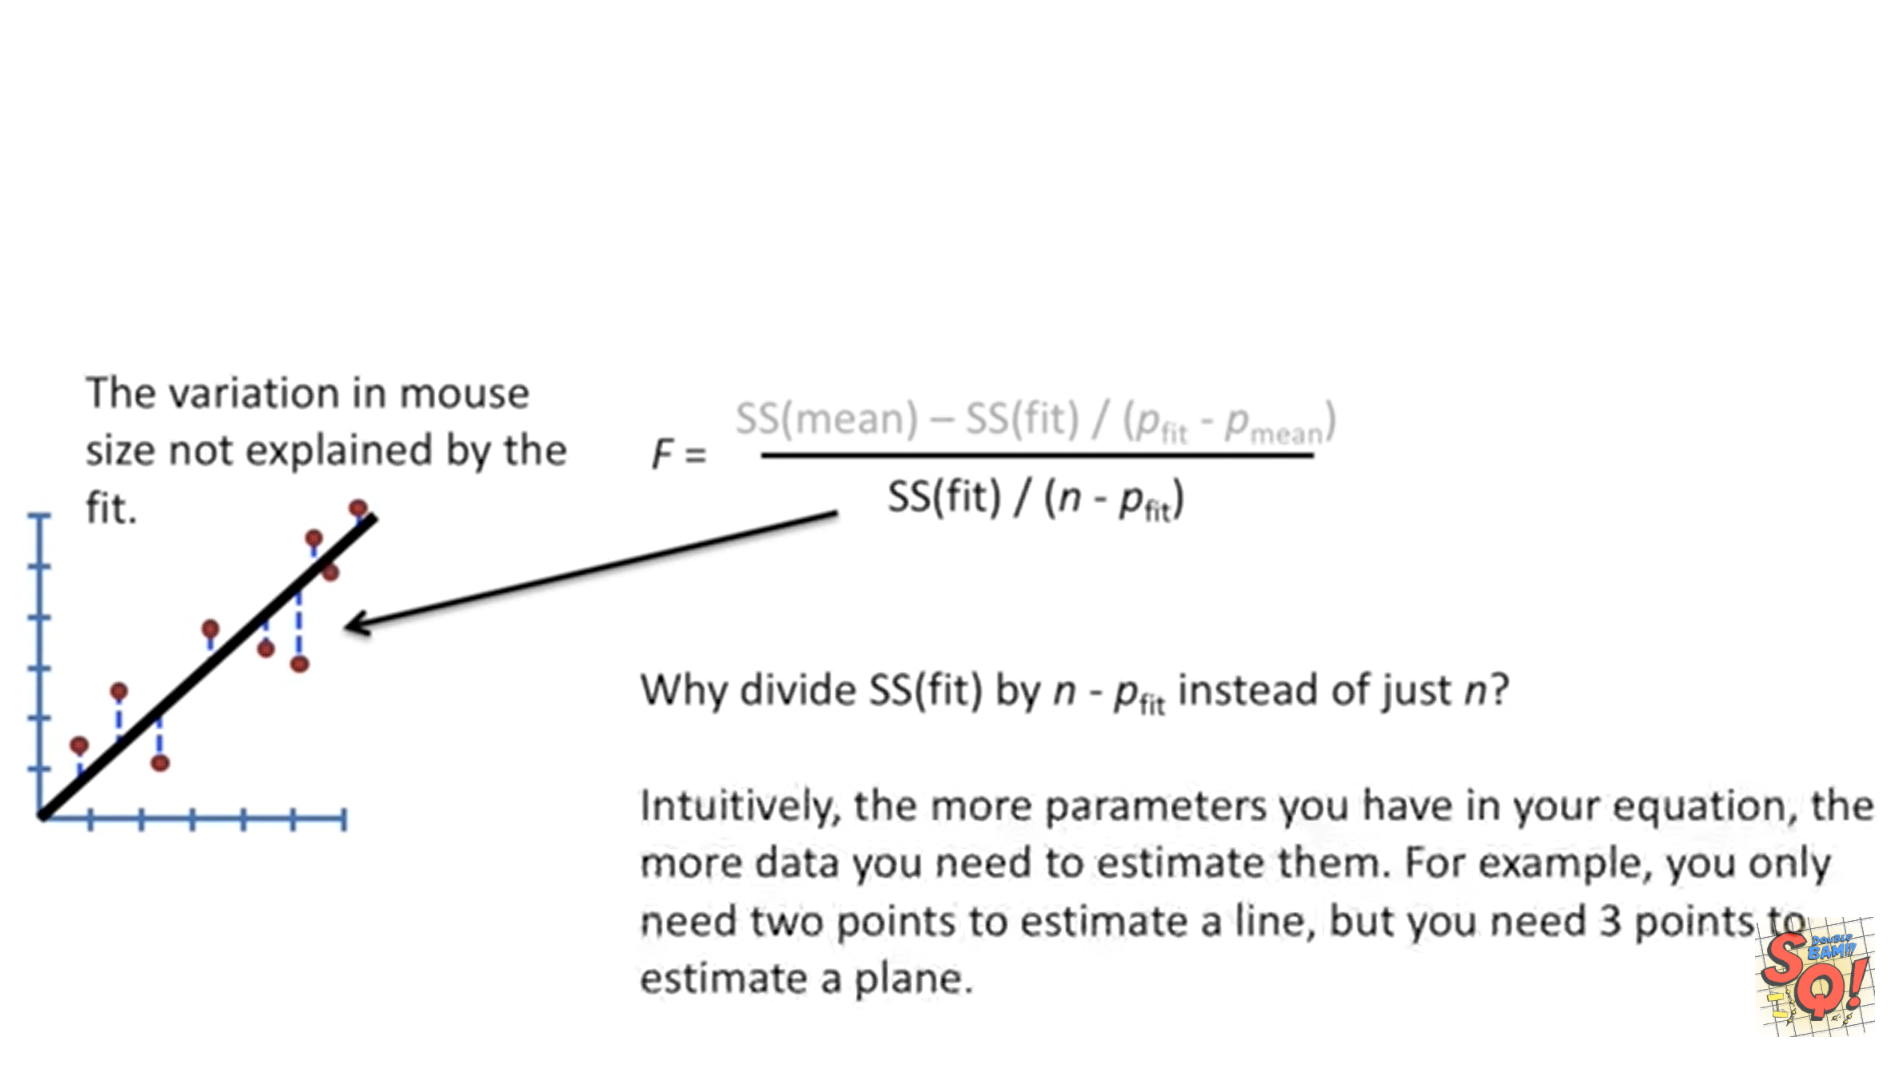 The variation in mouse
size not explained by the
fit.
F =
SS(mean) – SS(fit) / (pfit - pmean)
SS(fit) / (n - pfit)
Why divide SS(fit) by n - pfit instead of just n?
Intuitively, the more parameters you have in your equation, the
more data you need to estimate them. For example, you only
need two points to estimate a line, but you need 3 points to
estimate a plane.
DOUBLE
BAM!!
SQ!